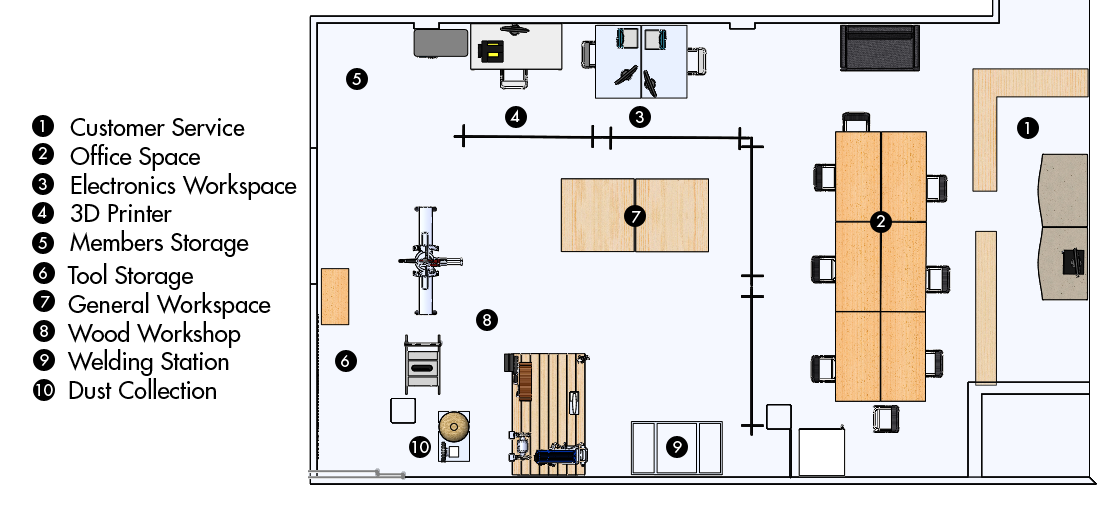 1 Customer Service
2 Office Space
3 Electronics Workspace
4 3D Printer
5 Members Storage
6 Tool Storage
7 General Workspace
8 Wood Workshop
9 Welding Station
10 Dust Collection
5
4
3
1
7
2
8
6
10
9